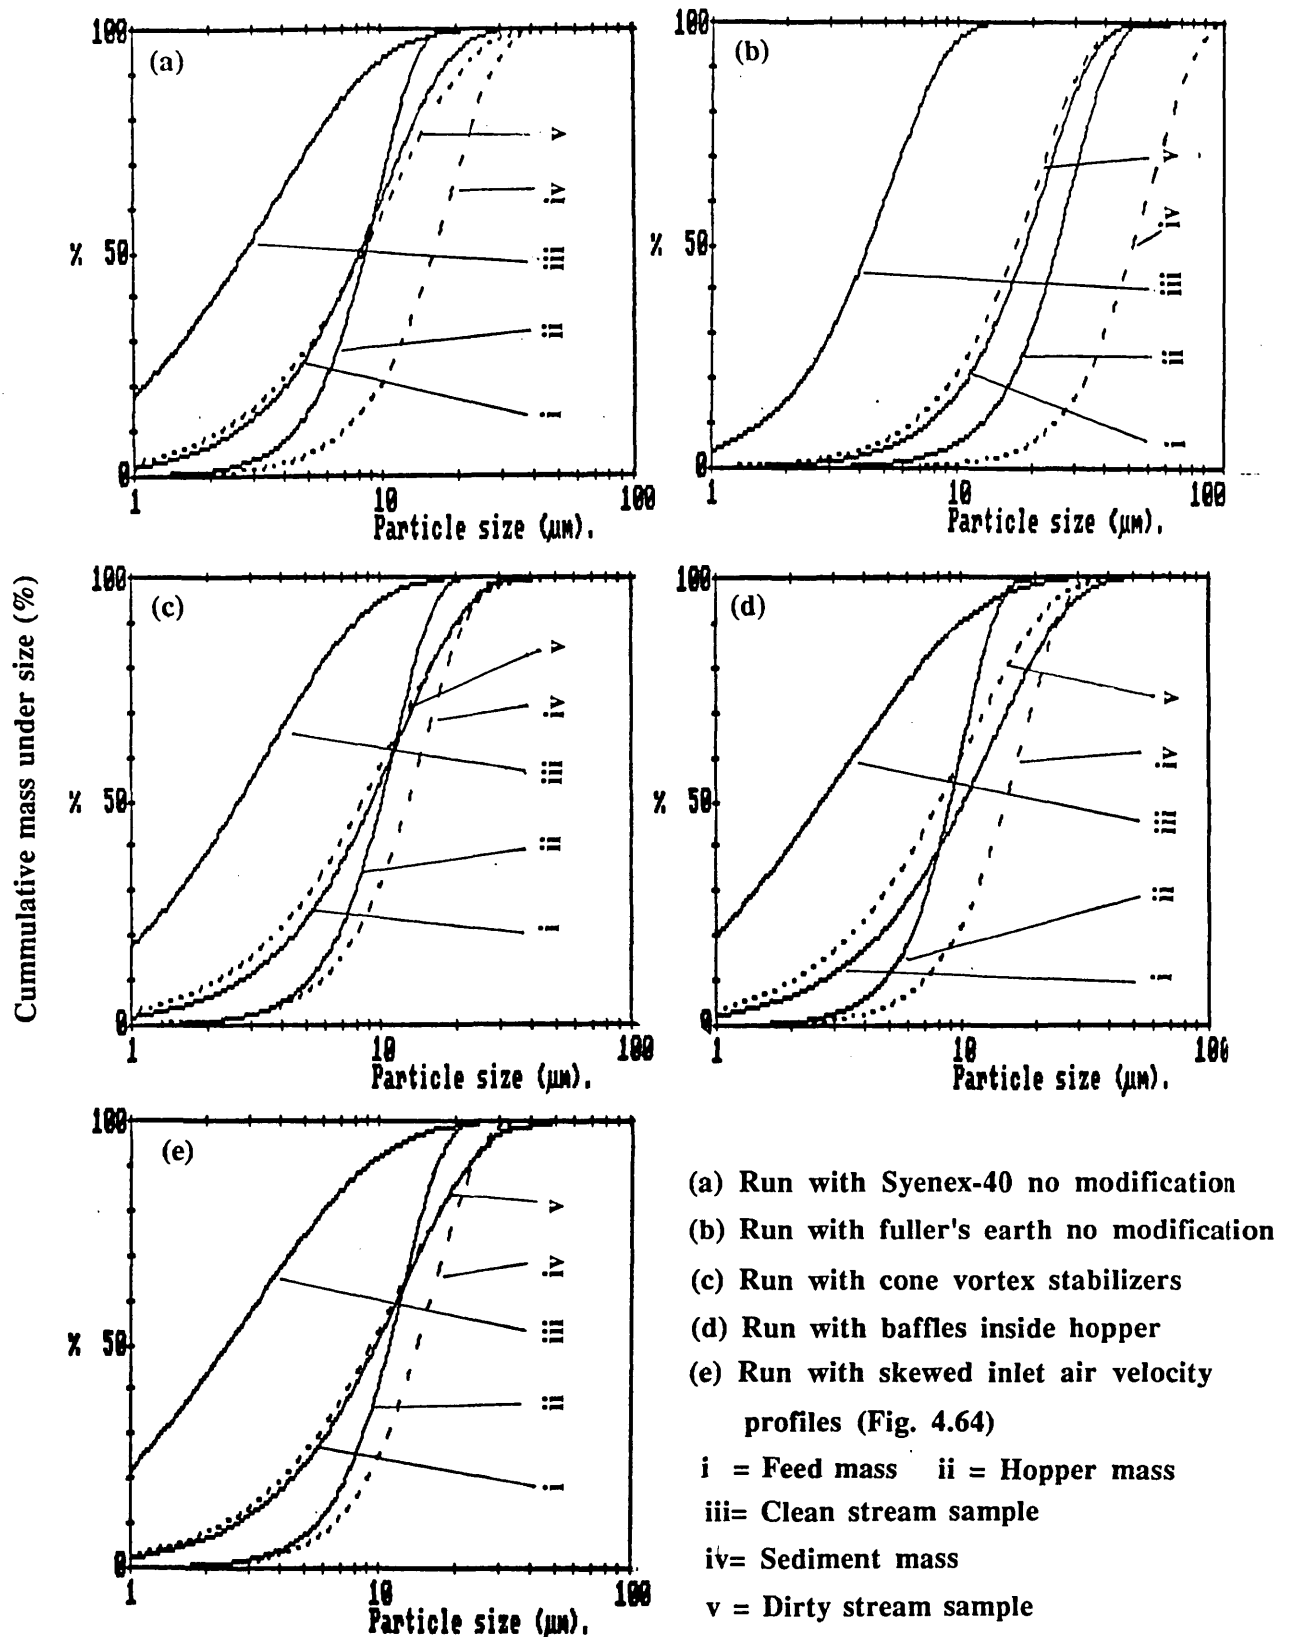 Cummulative mass under size (%)
(a)
100
% 50
0
1 10 100
Particle size (µm).
v
iv
iii
ii
i
(b)
100
% 50
0
1 10 100
Particle size (µm).
v
iv
iii
ii
i
(c)
100
% 50
0
1 10 100
Particle size (µm).
v
iv
iii
ii
i
(d)
100
% 50
0
1 10 100
Particle size (µm).
v
iv
iii
ii
i
(e)
100
% 50
0
1 10 100
Particle size (µm).
v
iv
iii
ii
i
(a) Run with Syenex-40 no modification
(b) Run with fuller's earth no modification
(c) Run with cone vortex stabilizers
(d) Run with baffles inside hopper
(e) Run with skewed inlet air velocity
profiles (Fig. 4.64)
i = Feed mass ii = Hopper mass
iii= Clean stream sample
iv= Sediment mass
v = Dirty stream sample